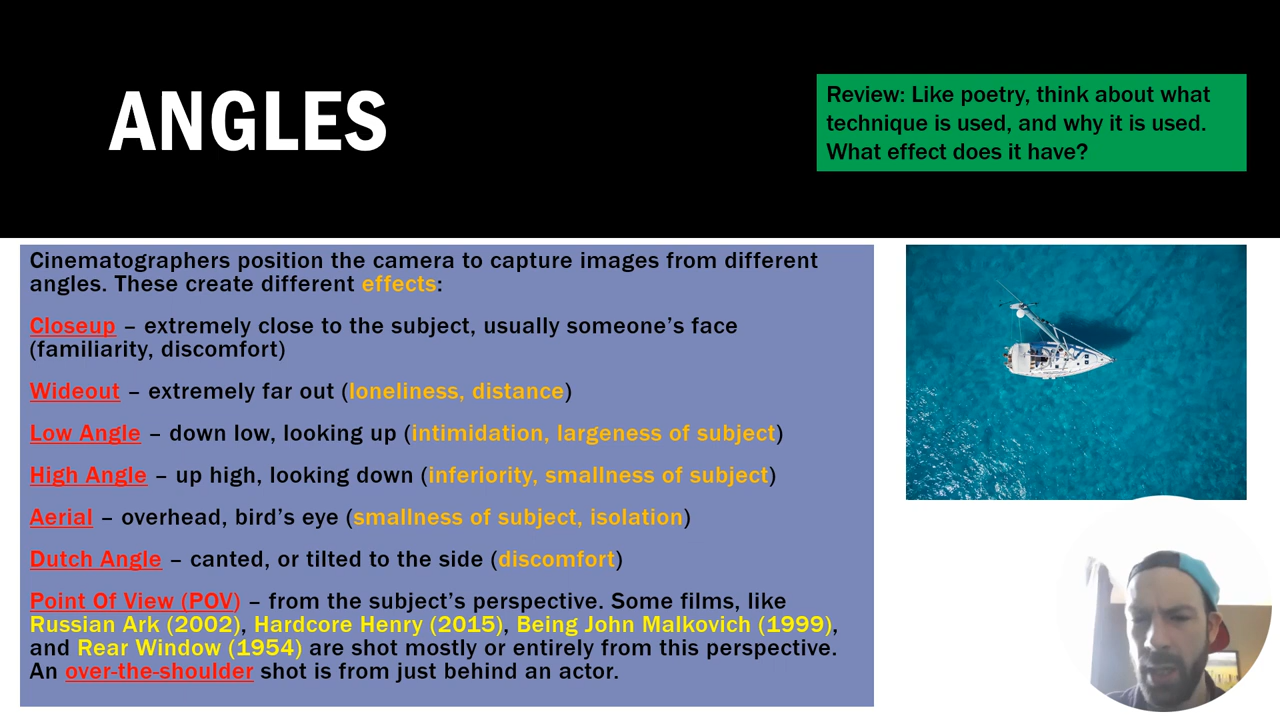 ANGLES
Review: Like poetry, think about what
technique is used, and why it is used.
What effect does it have?
Cinematographers position the camera to capture images from different
angles. These create different effects:
Closeup – extremely close to the subject, usually someone’s face
(familiarity, discomfort)
Wideout – extremely far out (loneliness, distance)
Low Angle – down low, looking up (intimidation, largeness of subject)
High Angle – up high, looking down (inferiority, smallness of subject)
Aerial – overhead, bird’s eye (smallness of subject, isolation)
Dutch Angle – canted, or tilted to the side (discomfort)
Point Of View (POV) – from the subject’s perspective. Some films, like
Russian Ark (2002), Hardcore Henry (2015), Being John Malkovich (1999),
and Rear Window (1954) are shot mostly or entirely from this perspective.
An over-the-shoulder shot is from just behind an actor.